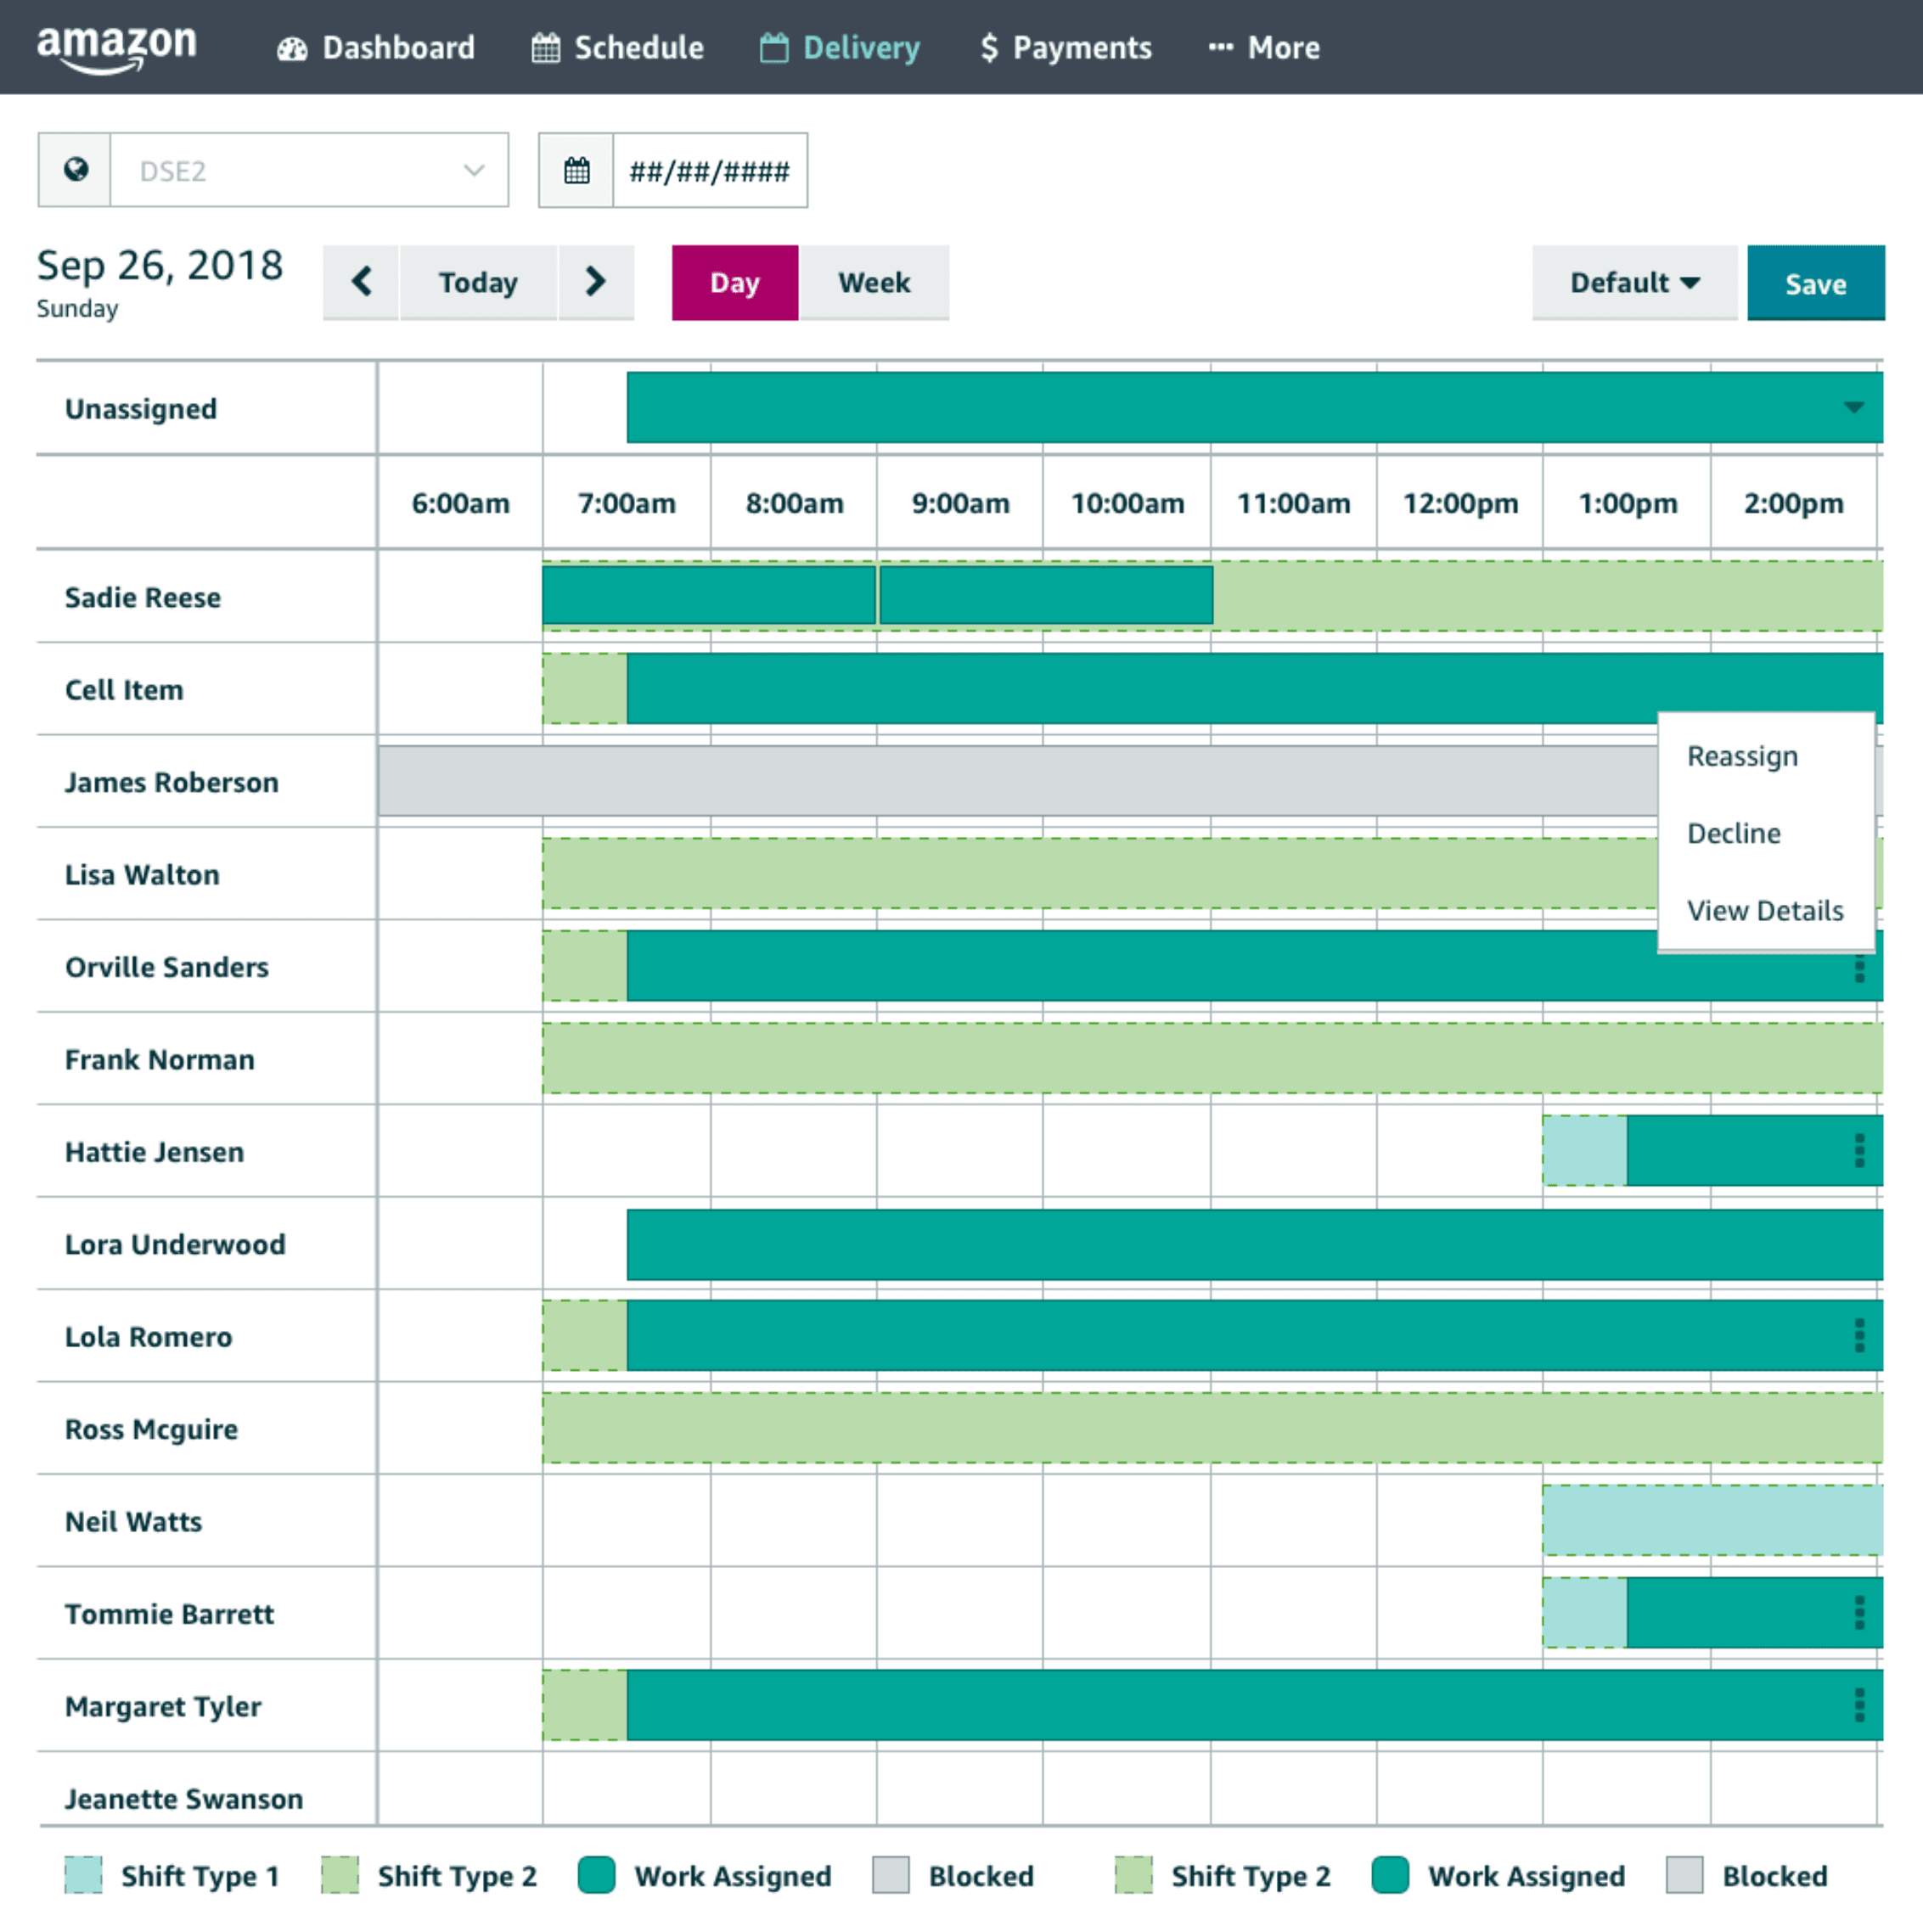 amazon Dashboard Schedule Delivery $ Payments ••• More
DSE2 ##/##/####
Sep 26, 2018 Today Day Week Default Save
Sunday
Unassigned
6:00am 7:00am 8:00am 9:00am 10:00am 11:00am 12:00pm 1:00pm 2:00pm
Sadie Reese
Cell Item
Reassign
James Roberson
Decline
Lisa Walton
View Details
Orville Sanders
Frank Norman
Hattie Jensen
Lora Underwood
Lola Romero
Ross Mcguire
Neil Watts
Tommie Barrett
Margaret Tyler
Jeanette Swanson
Shift Type 1 Shift Type 2 Work Assigned Blocked Shift Type 2 Work Assigned Blocked